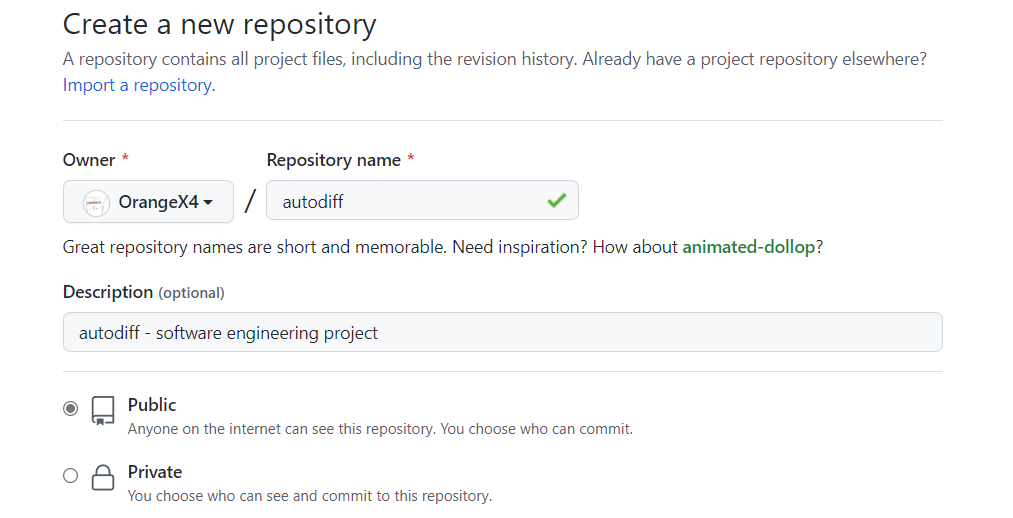 Create a new repository
A repository contains all project files, including the revision history. Already have a project repository elsewhere?
Import a repository.
Owner * Repository name *
OrangeX4 / autodiff
Great repository names are short and memorable. Need inspiration? How about animated-dollop?
Description (optional)
autodiff - software engineering project
Public
Anyone on the internet can see this repository. You choose who can commit.
Private
You choose who can see and commit to this repository.